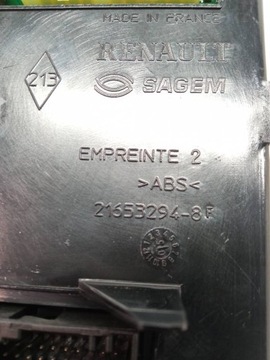 MADE IN FRANCE
RENAULT
213
SAGEM
EMPREINTE 2
>ABS<
21653294-8